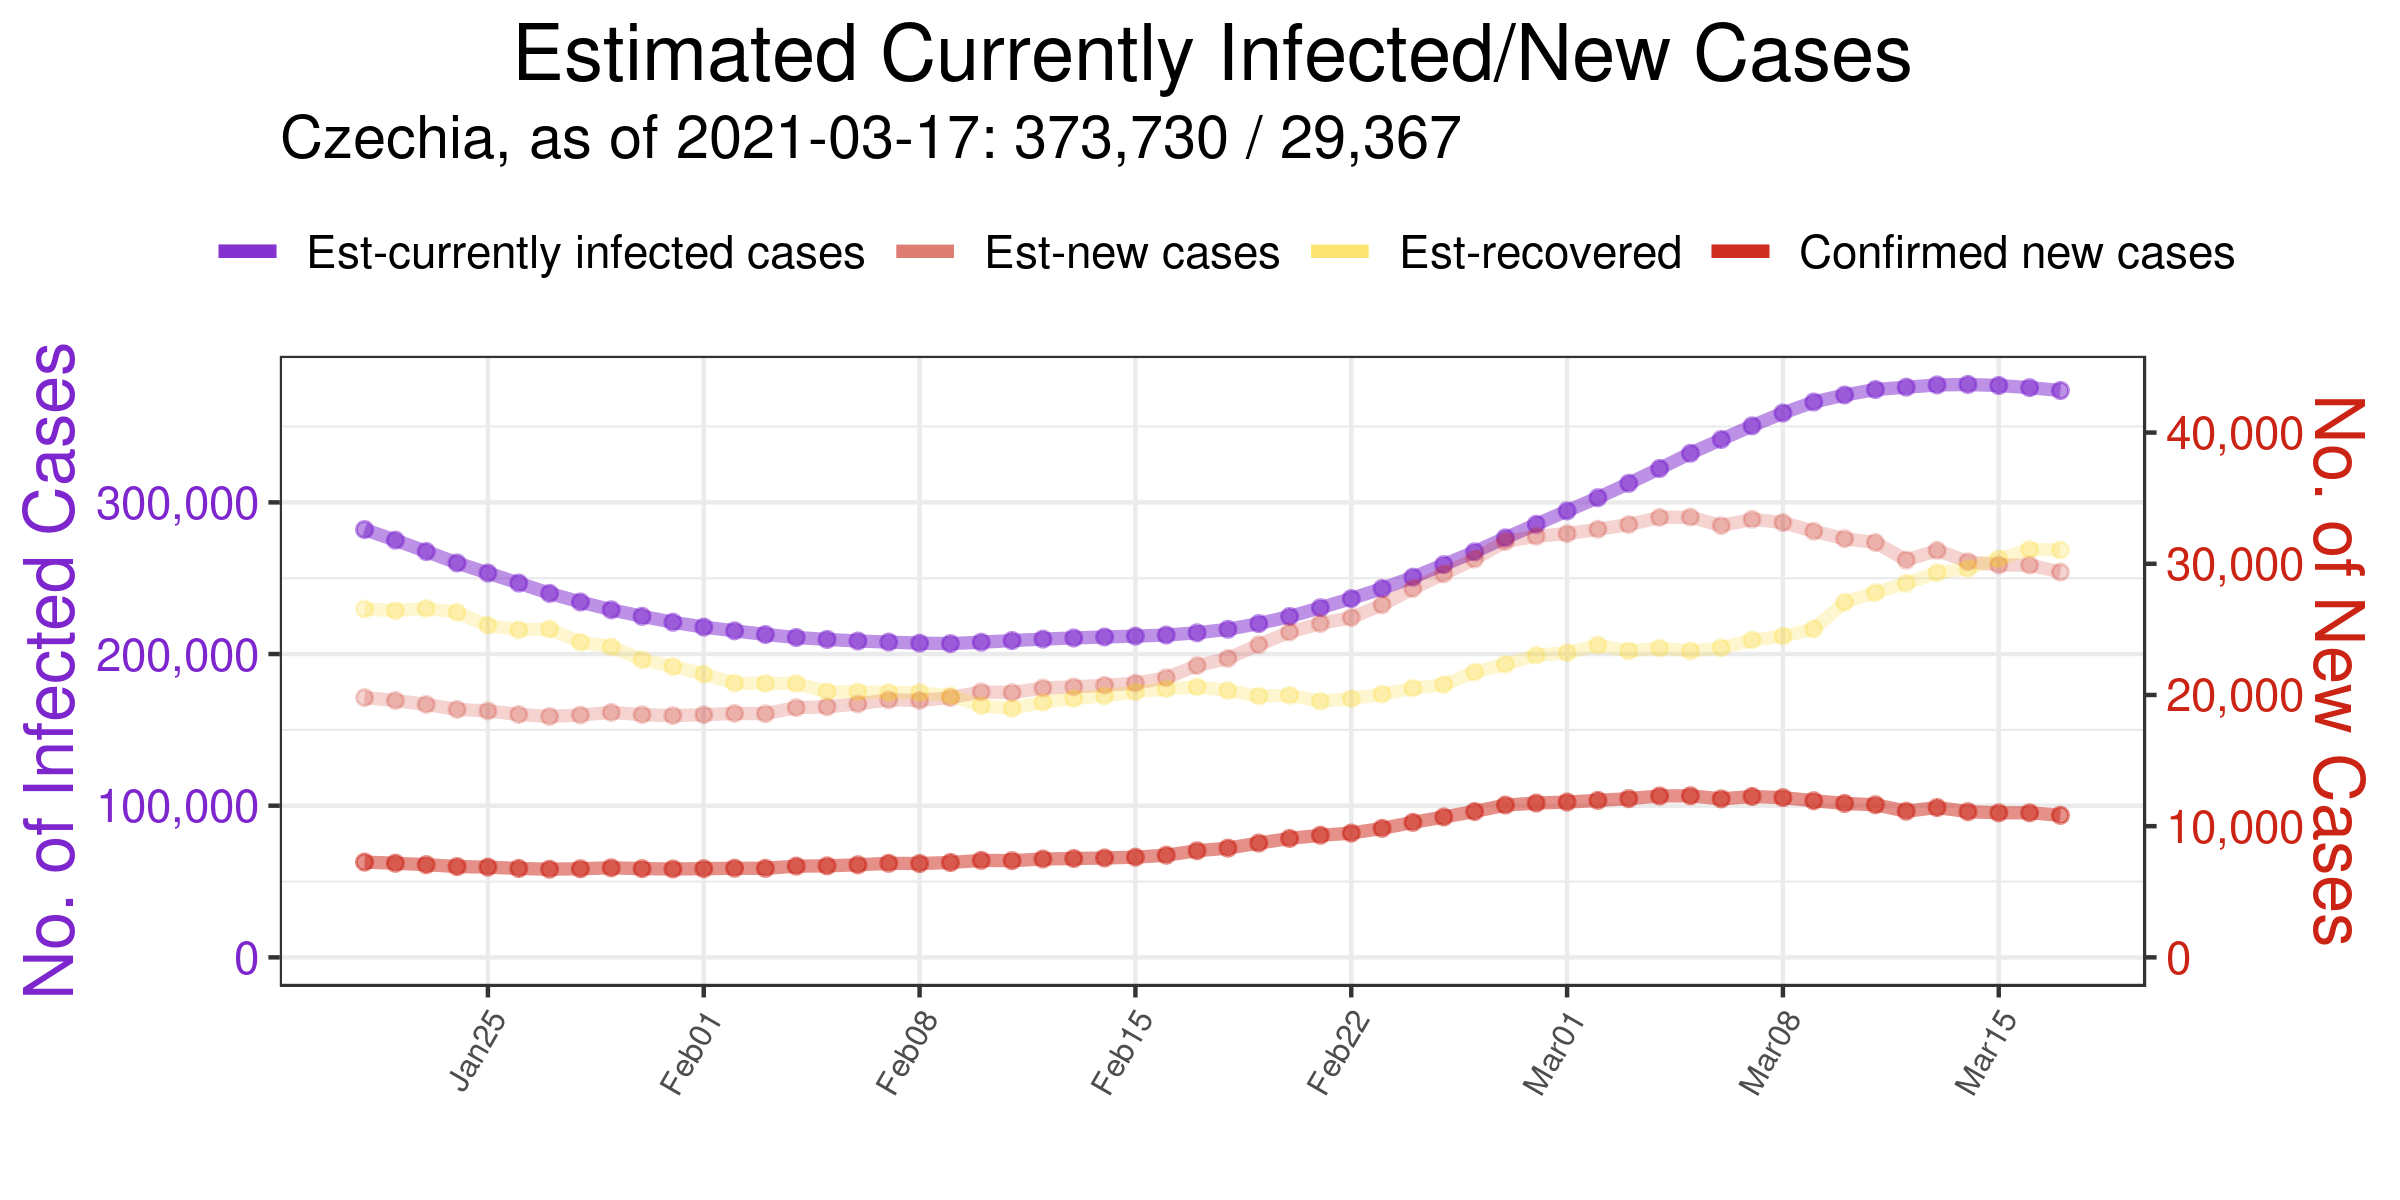 Estimated Currently Infected/New Cases
Czechia, as of 2021-03-17: 373,730 / 29,367
Est-currently infected cases Est-new cases Est-recovered Confirmed new cases
No. of Infected Cases
300,000
200,000
100,000
0
40,000
30,000
20,000
10,000
0
No. of New Cases
Jan25 Feb01 Feb08 Feb15 Feb22 Mar01 Mar08 Mar15